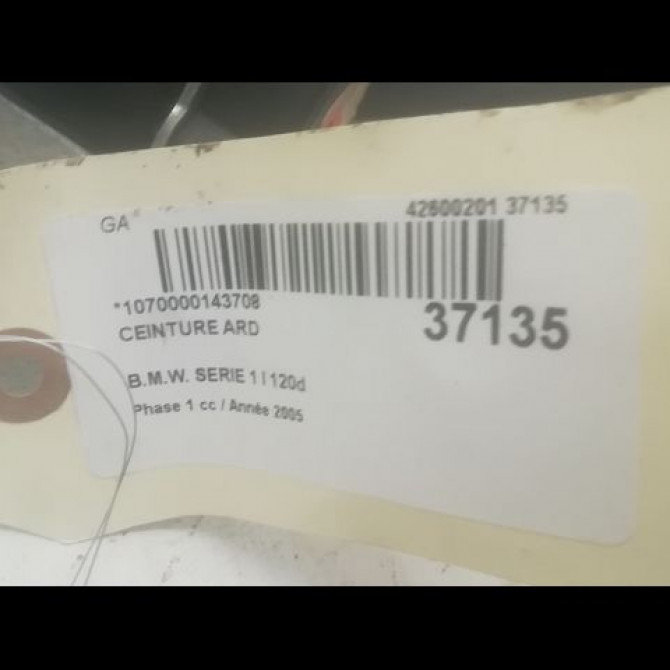 GA
42600201 37135
*1070000143708
37135
CEINTURE ARD
B.M.W. SERIE 1 I 120d
Phase 1 cc / Année 2005